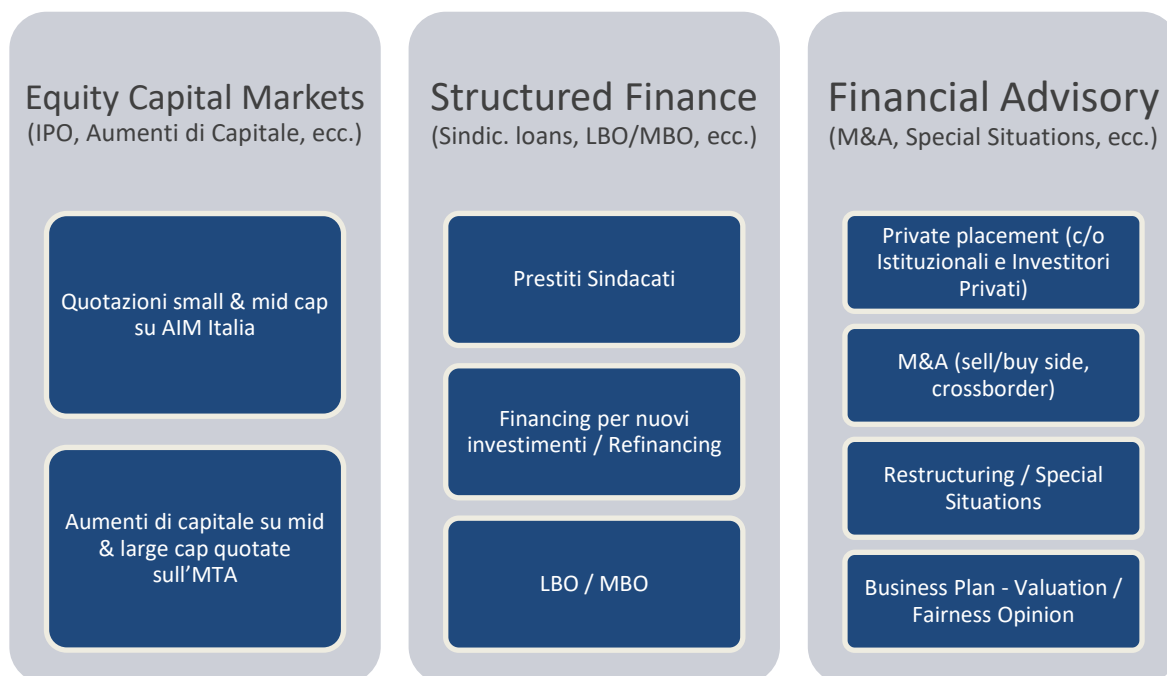 Equity Capital Markets
(IPO, Aumenti di Capitale, ecc.)
Quotazioni small & mid cap
su AIM Italia
Aumenti di capitale su mid
& large cap quotate
sull’MTA
Structured Finance
(Sindic. loans, LBO/MBO, ecc.)
Prestiti Sindacati
Financing per nuovi
investimenti / Refinancing
LBO / MBO
Financial Advisory
(M&A, Special Situations, ecc.)
Private placement (c/o
Istituzionali e Investitori
Privati)
M&A (sell/buy side,
crossborder)
Restructuring / Special
Situations
Business Plan - Valuation /
Fairness Opinion